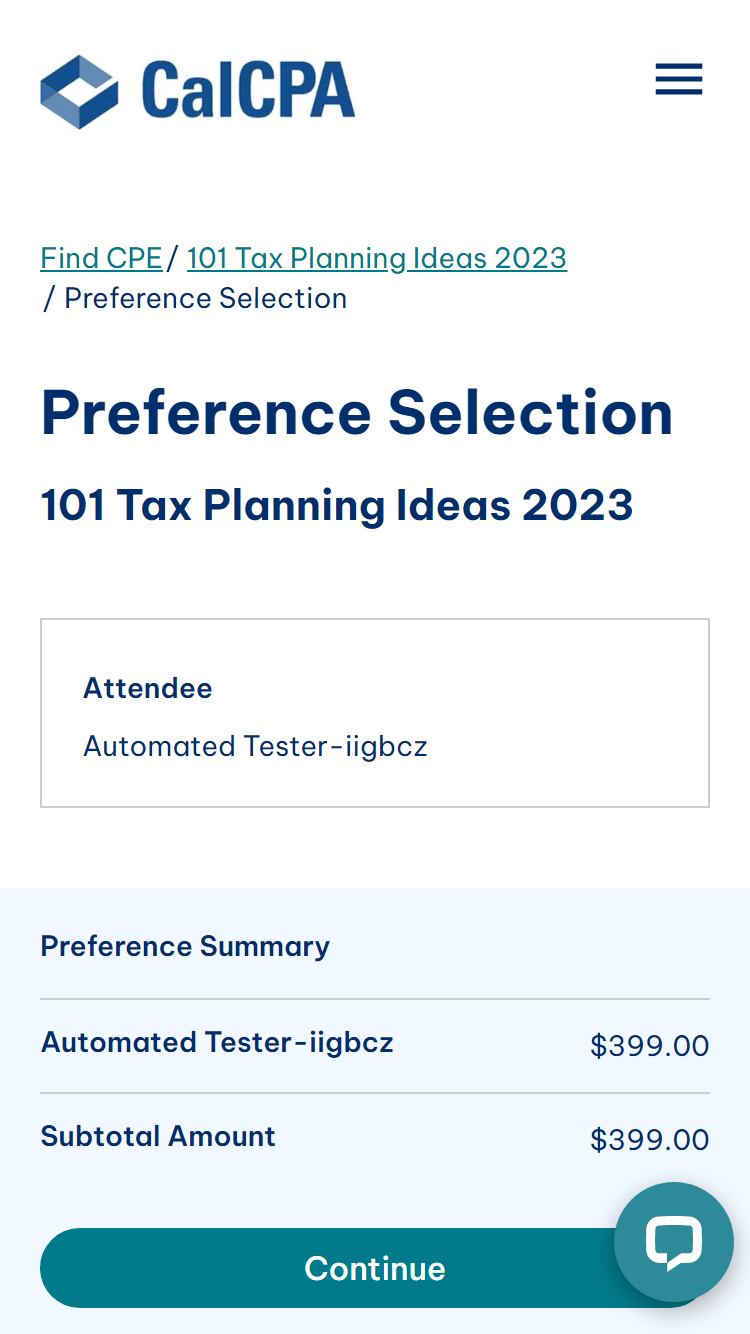 CalCPA
Find CPE / 101 Tax Planning Ideas 2023
/ Preference Selection
Preference Selection
101 Tax Planning Ideas 2023
Attendee
Automated Tester-iigbcz
Preference Summary
Automated Tester-iigbcz $399.00
Subtotal Amount $399.00
Continue